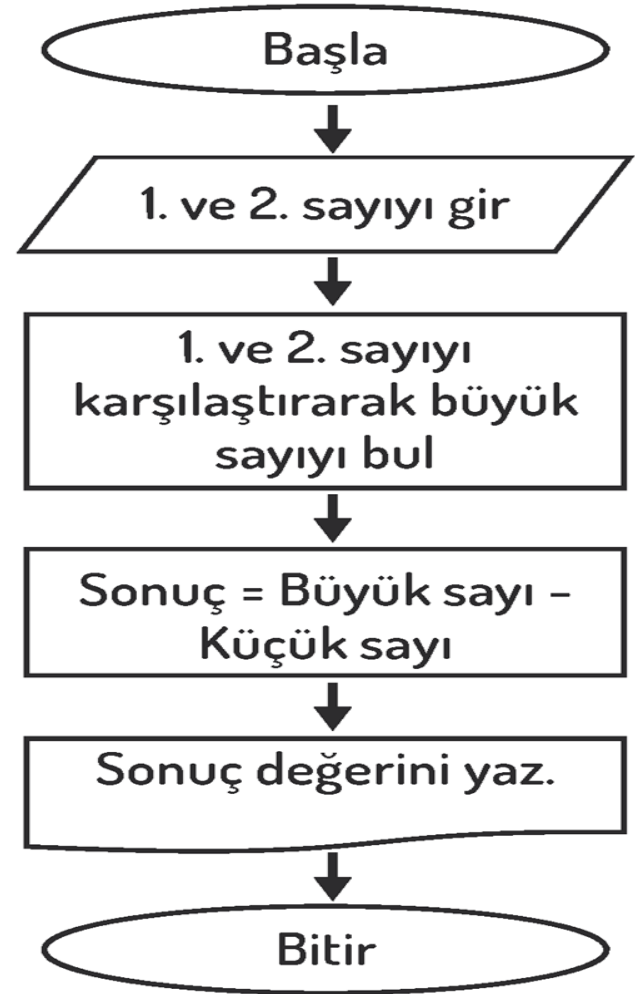 Başla
1. ve 2. sayıyı gir
1. ve 2. sayıyı
karşılaştırarak büyük
sayıyı bul
Sonuç = Büyük sayı –
Küçük sayı
Sonuç değerini yaz.
Bitir